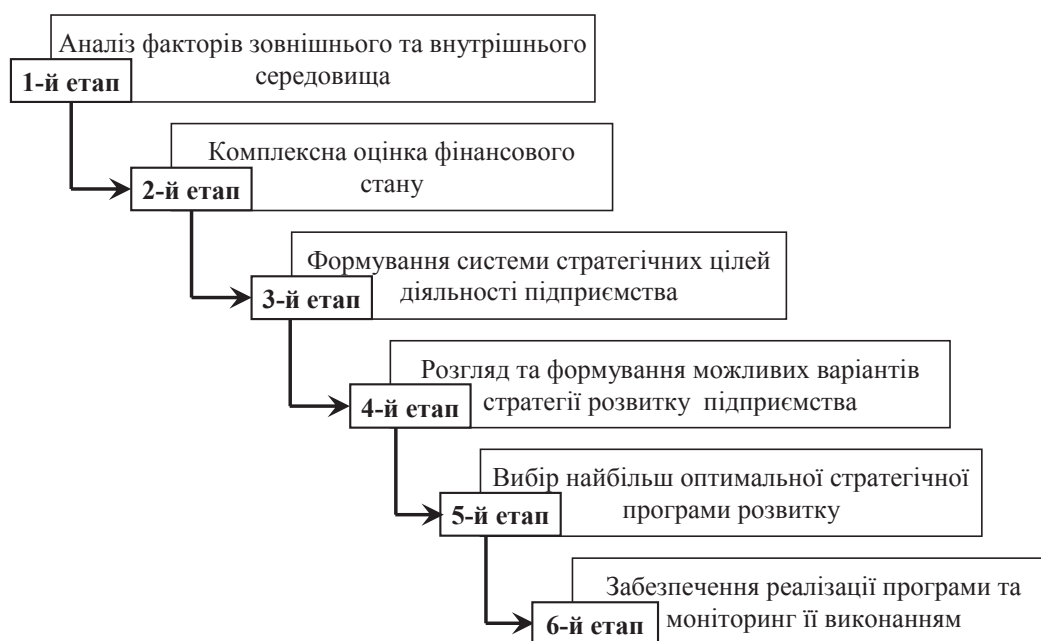 Аналіз факторів зовнішнього та внутрішнього
середовища
1-й етап
Комплексна оцінка фінансового
стану
2-й етап
Формування системи стратегічних цілей
діяльності підприємства
3-й етап
Розгляд та формування можливих варіантів
стратегії розвитку підприємства
4-й етап
Вибір найбільш оптимальної стратегічної
програми розвитку
5-й етап
Забезпечення реалізації програми та
моніторинг її виконанням
6-й етап